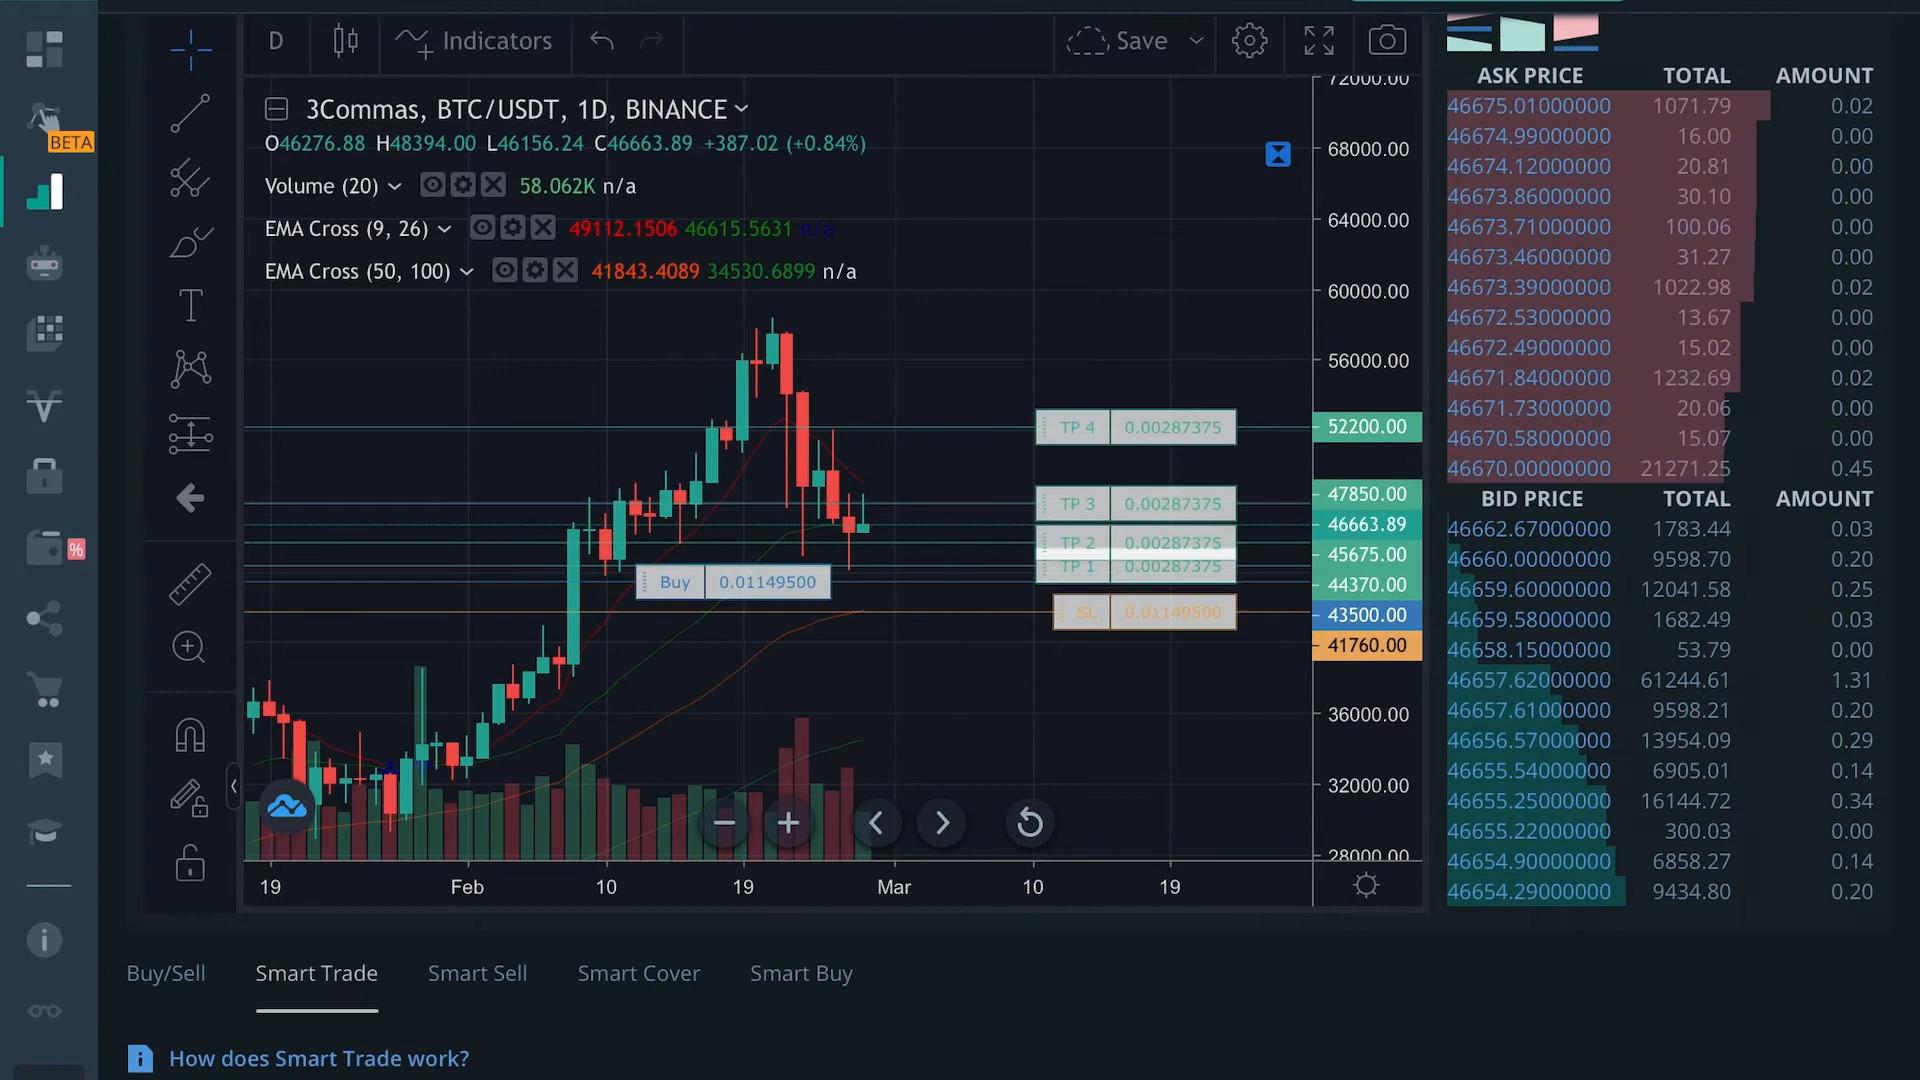 D
Indicators
Save
BETA
3Commas, BTC/USDT, 1D, BINANCE
O46276.88 H48394.00 L46156.24 C46663.89 +387.02 (+0.84%)
Volume (20) 58.062K n/a
EMA Cross (9, 26) 49112.1506 46615.5631 n/a
EMA Cross (50, 100) 41843.4089 34530.6899 n/a
72000.00
68000.00
64000.00
60000.00
56000.00
TP 4 0.00287375 52200.00
TP 3 0.00287375 47850.00
46663.89
TP 2 0.00287375 45675.00
TP 1 0.00287375 44370.00
Buy 0.01149500 43500.00
SL 0.01149500 41760.00
36000.00
32000.00
28000.00
19 Feb 10 19 Mar 10 19
%
ASK PRICE TOTAL AMOUNT
46675.01000000 1071.79 0.02
46674.99000000 16.00 0.00
46674.12000000 20.81 0.00
46673.86000000 30.10 0.00
46673.71000000 100.06 0.00
46673.46000000 31.27 0.00
46673.39000000 1022.98 0.02
46672.53000000 13.67 0.00
46672.49000000 15.02 0.00
46671.84000000 1232.69 0.02
46671.73000000 20.06 0.00
46670.58000000 15.07 0.00
46670.00000000 21271.25 0.45
BID PRICE TOTAL AMOUNT
46662.67000000 1783.44 0.03
46660.00000000 9598.70 0.20
46659.60000000 12041.58 0.25
46659.58000000 1682.49 0.03
46658.15000000 53.79 0.00
46657.62000000 61244.61 1.31
46657.61000000 9598.21 0.20
46656.57000000 13954.09 0.29
46655.54000000 6905.01 0.14
46655.25000000 16144.72 0.34
46655.22000000 300.03 0.00
46654.90000000 6858.27 0.14
46654.29000000 9434.80 0.20
Buy/Sell Smart Trade Smart Sell Smart Cover Smart Buy
How does Smart Trade work?